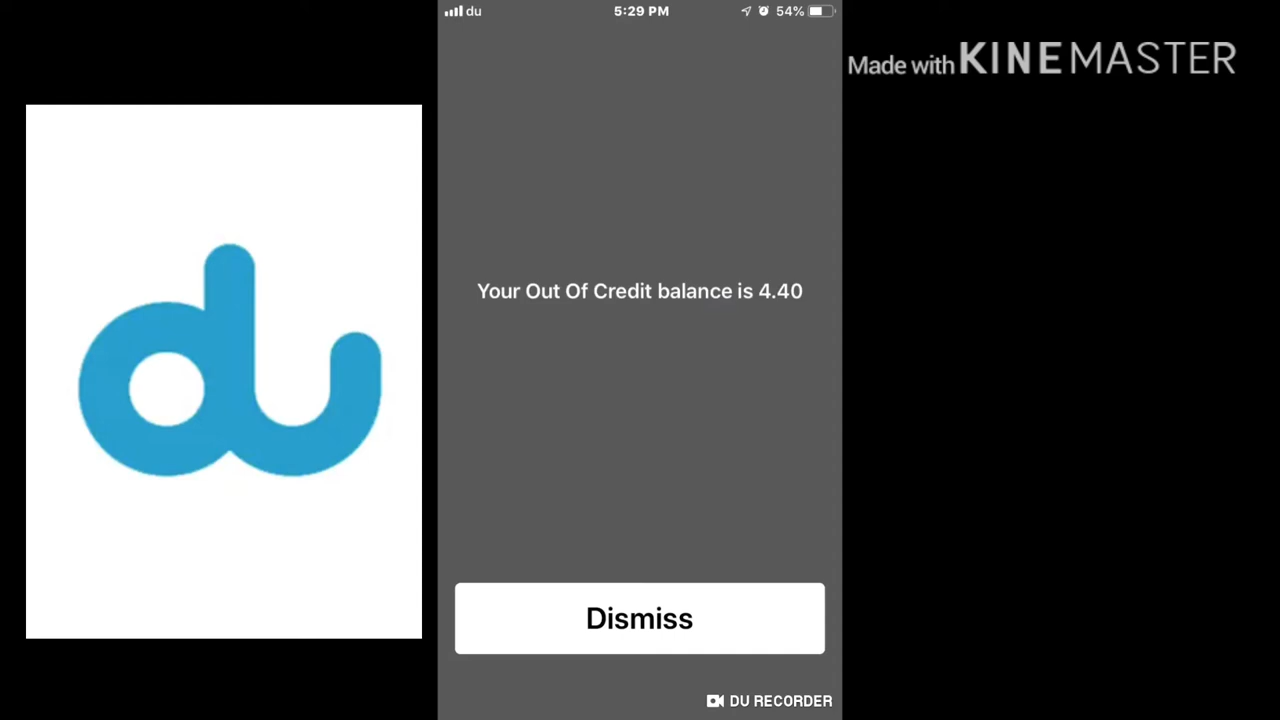 du
5:29 PM
54%
Made with KINEMASTER
du
Your Out Of Credit balance is 4.40
Dismiss
DU RECORDER